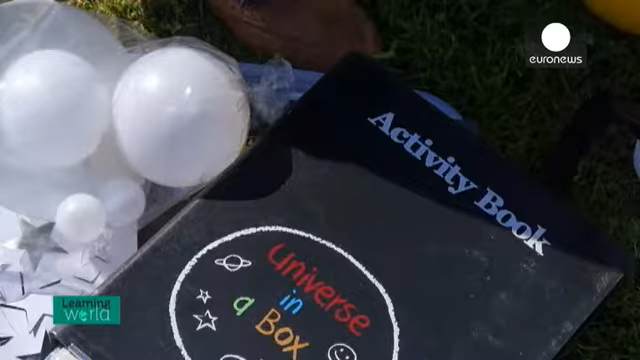 euronews
Activity Book
Universe
in
a Box
Learning
world